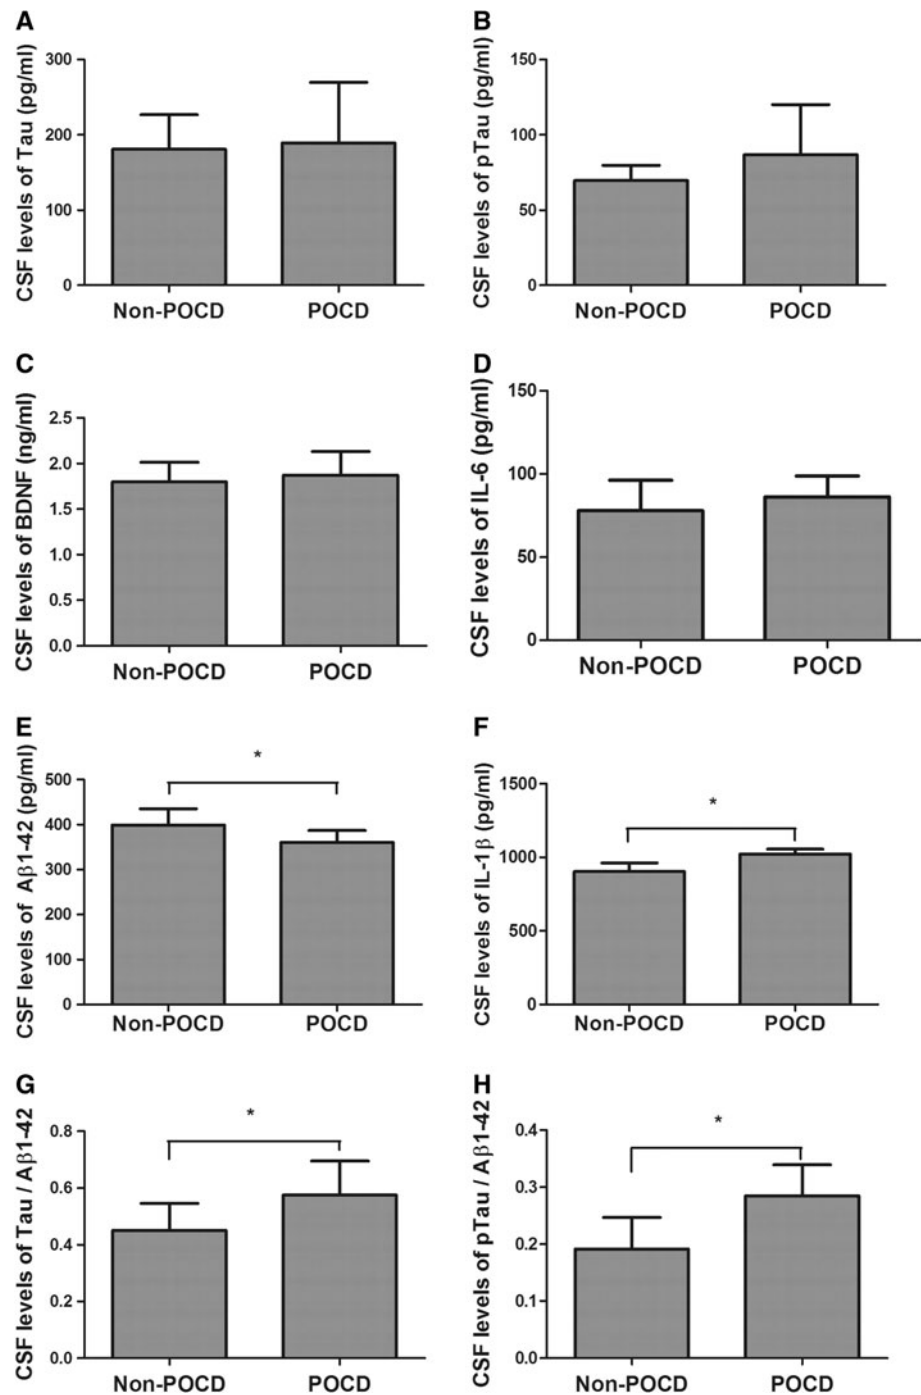 A
CSF levels of Tau (pg/ml)
300
200
100
0
Non-POCD POCD
B
CSF levels of pTau (pg/ml)
150
100
50
0
Non-POCD POCD
C
CSF levels of BDNF (ng/ml)
2.5
2.0
1.5
1.0
0.5
0.0
Non-POCD POCD
D
CSF levels of IL-6 (pg/ml)
150
100
50
0
Non-POCD POCD
E
CSF levels of Aβ1-42 (pg/ml)
500
400
300
200
100
0
*
Non-POCD POCD
F
CSF levels of IL-1β (pg/ml)
1500
1000
500
0
*
Non-POCD POCD
G
CSF levels of Tau / Aβ1-42
0.8
0.6
0.4
0.2
0.0
*
Non-POCD POCD
H
CSF levels of pTau / Aβ1-42
0.4
0.3
0.2
0.1
0.0
*
Non-POCD POCD